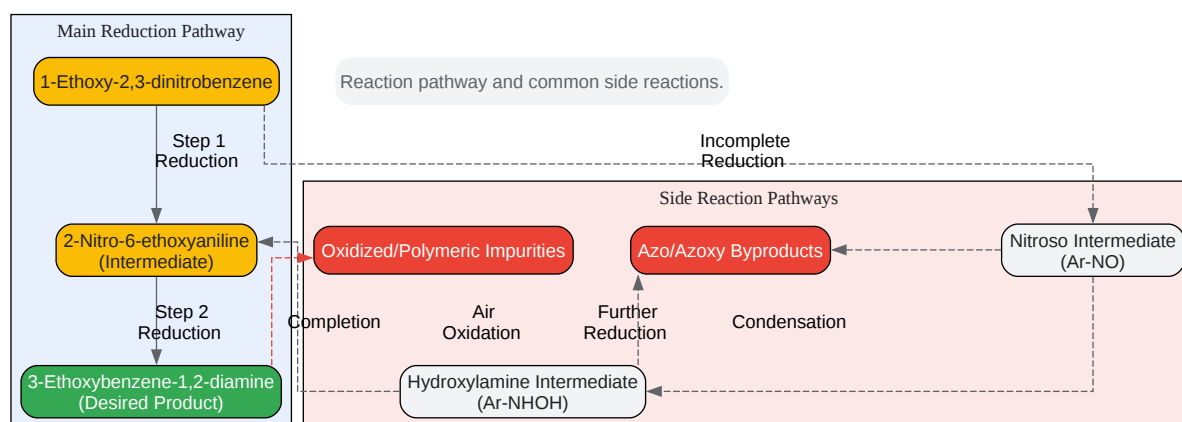 Main Reduction Pathway
1-Ethoxy-2,3-dinitrobenzene
Reaction pathway and common side reactions.
Step 1
Reduction
Incomplete
Reduction
Side Reaction Pathways
2-Nitro-6-ethoxyaniline
(Intermediate)
Oxidized/Polymeric Impurities
Azo/Azoxy Byproducts
Nitroso Intermediate
(Ar-NO)
Step 2
Reduction
Completion
Air
Oxidation
Further
Reduction
Condensation
3-Ethoxybenzene-1,2-diamine
(Desired Product)
Hydroxylamine Intermediate
(Ar-NHOH)